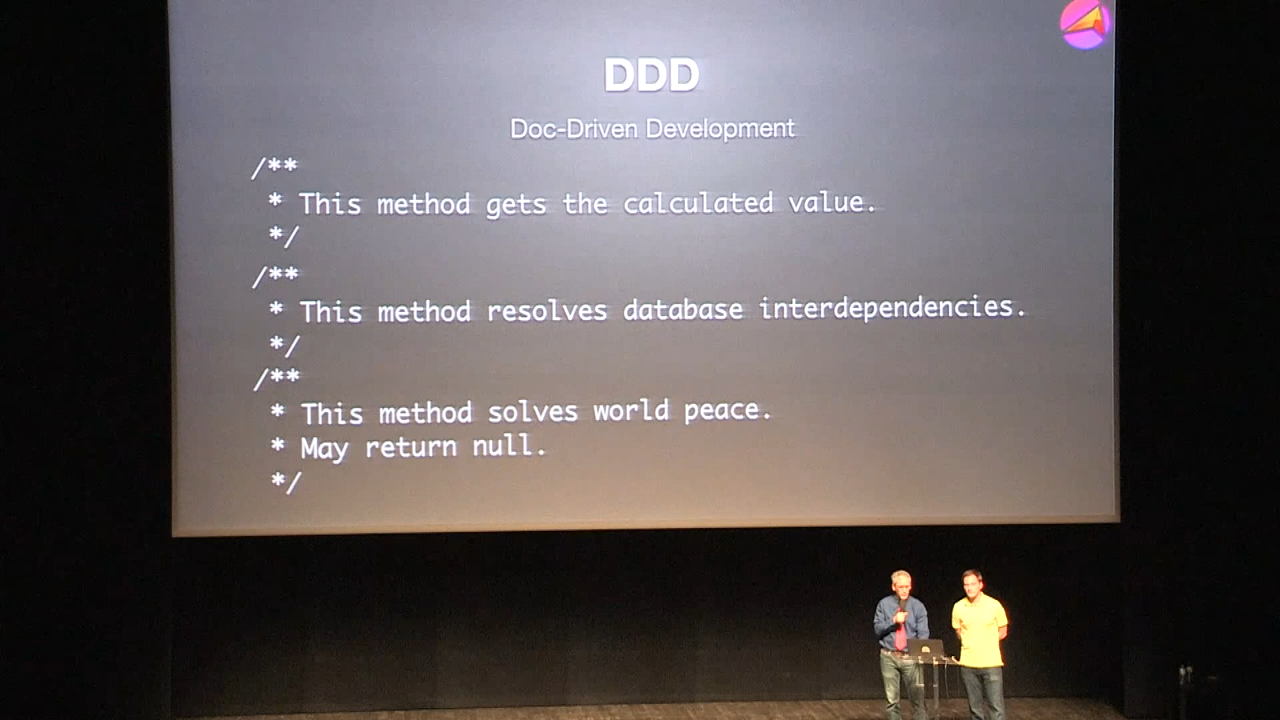 DDD
Doc-Driven Development
/**
* This method gets the calculated value.
*/
/**
* This method resolves database interdependencies.
*/
/**
* This method solves world peace.
* May return null.
*/